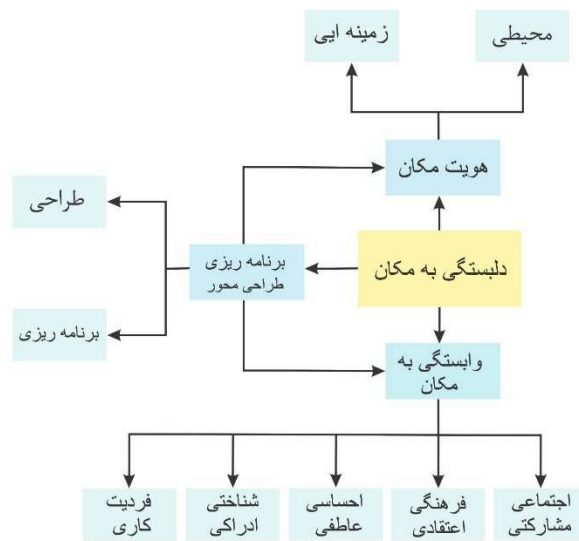 محیطی
زمینه ایی
هویت مکان
طراحی
دلبستگی به مکان
برنامه ریزی
طراحی محور
برنامه ریزی
وابستگی به
مکان
اجتماعی
مشارکتی
فرهنگی
اعتقادی
احساسی
عاطفی
شناختی
ادراکی
فردیت
کاری